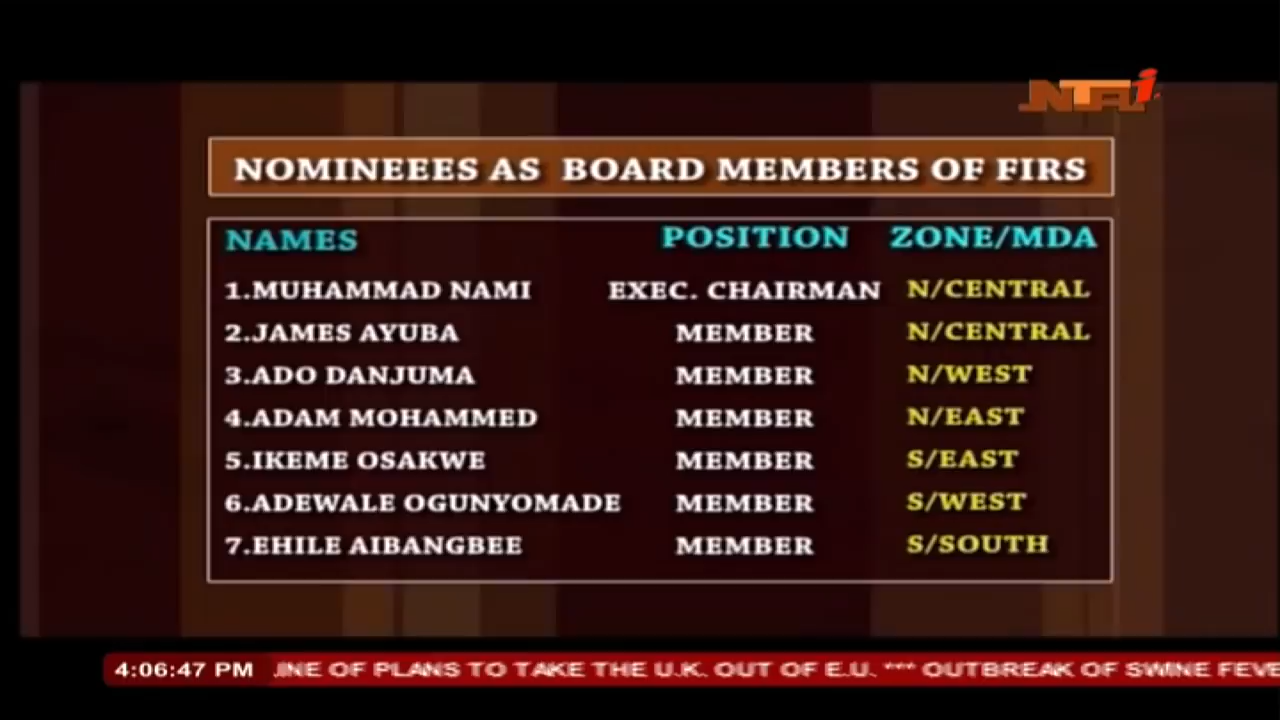 NTAi
NOMINEEES AS BOARD MEMBERS OF FIRS
NAMES POSITION ZONE/MDA
1.MUHAMMAD NAMI EXEC. CHAIRMAN N/CENTRAL
2.JAMES AYUBA MEMBER N/CENTRAL
3.ADO DANJUMA MEMBER N/WEST
4.ADAM MOHAMMED MEMBER N/EAST
5.IKEME OSAKWE MEMBER S/EAST
6.ADEWALE OGUNYOMADE MEMBER S/WEST
7.EHILE AIBANGBEE MEMBER S/SOUTH
4:06:47 PM INE OF PLANS TO TAKE THE U.K. OUT OF E.U. *** OUTBREAK OF SWINE FEVE